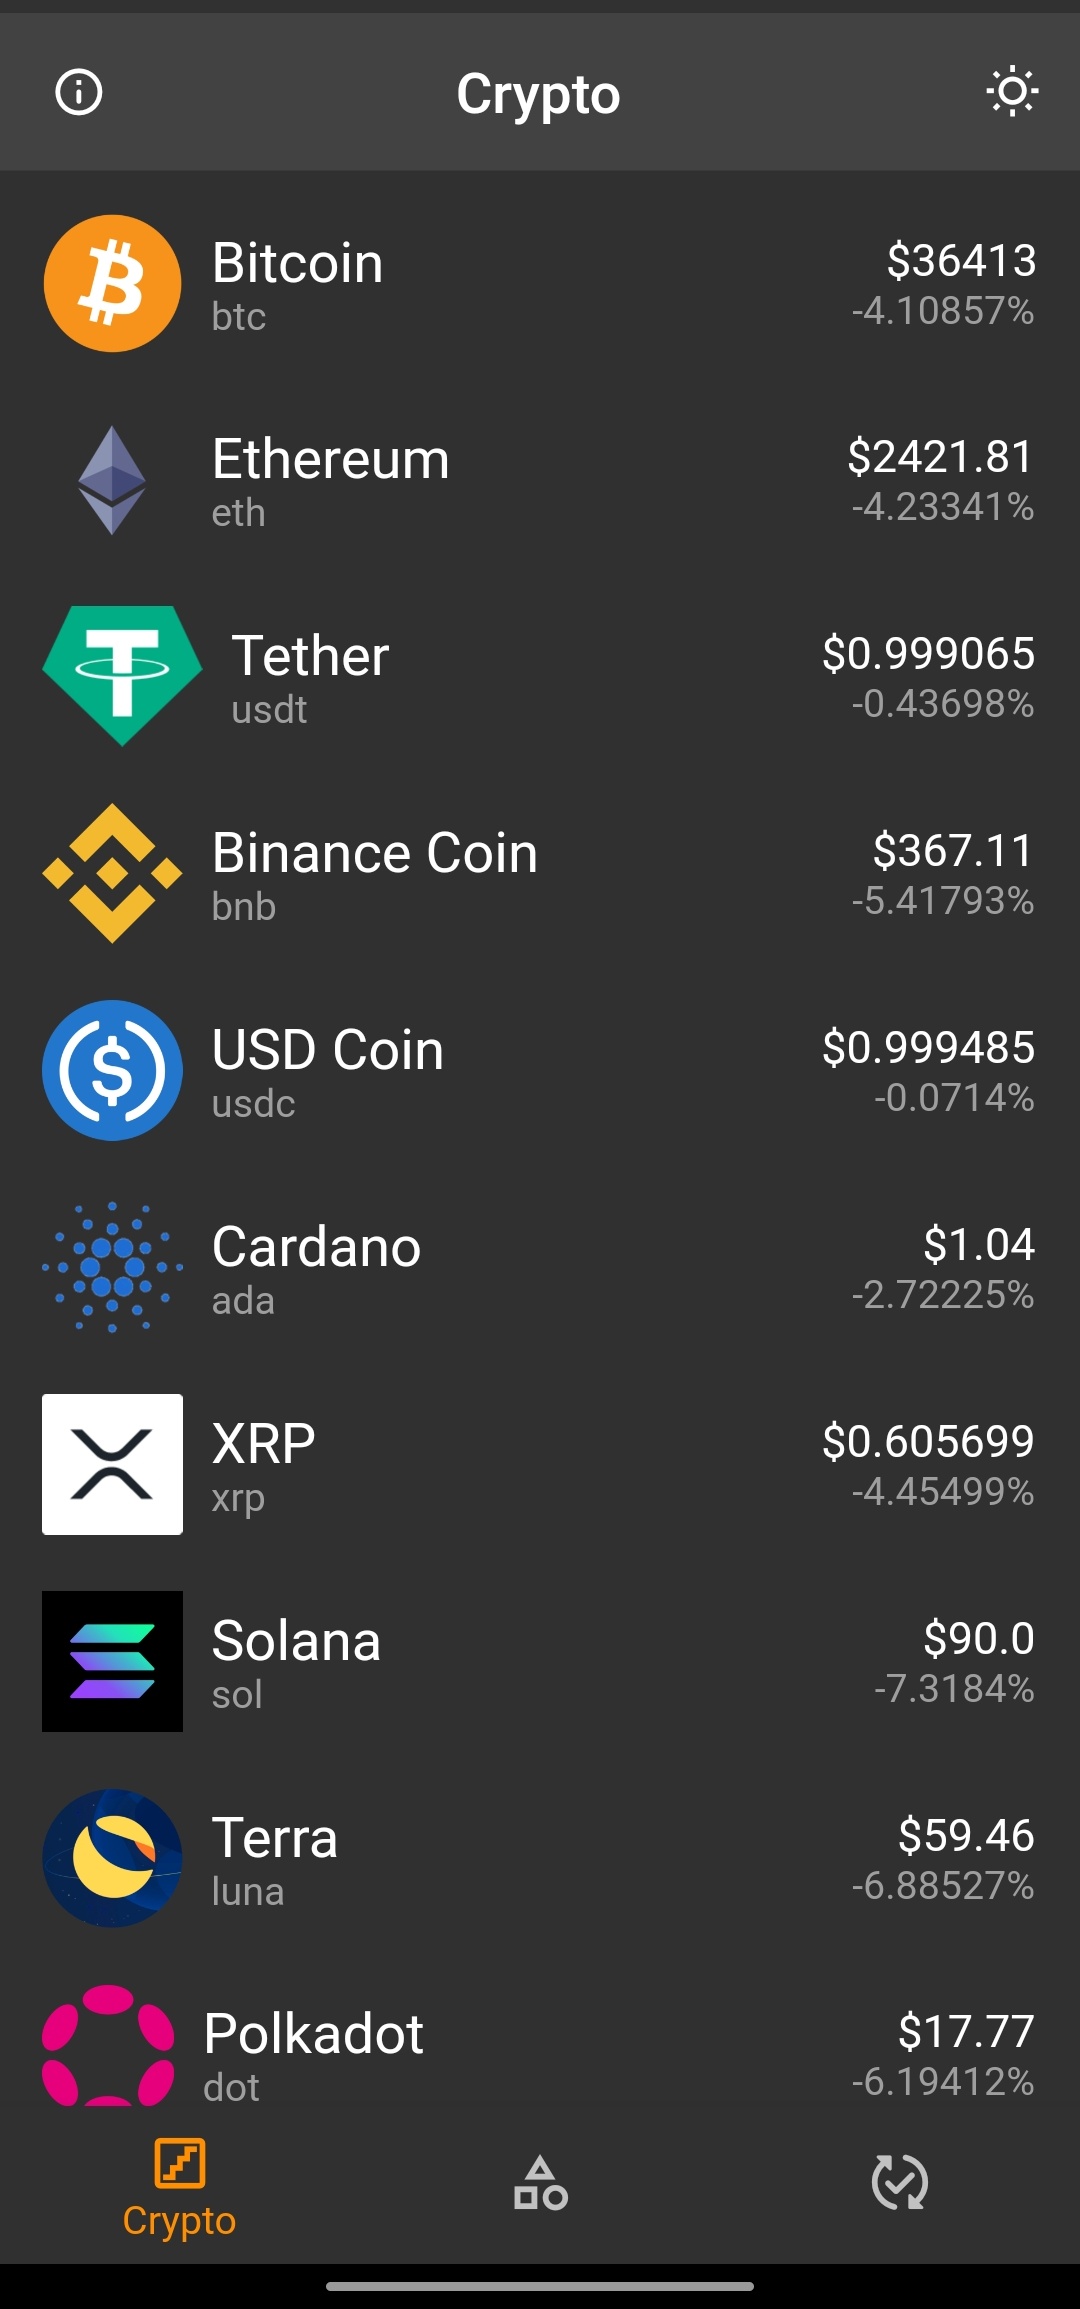 Crypto
Bitcoin
$36413
btc
-4.10857%
Ethereum
$2421.81
eth
-4.23341%
Tether
$0.999065
usdt
-0.43698%
Binance Coin
$367.11
bnb
-5.41793%
USD Coin
$0.999485
usdc
-0.0714%
Cardano
$1.04
ada
-2.72225%
XRP
$0.605699
xrp
-4.45499%
Solana
$90.0
sol
-7.3184%
Terra
$59.46
luna
-6.88527%
Polkadot
$17.77
dot
-6.19412%
Crypto